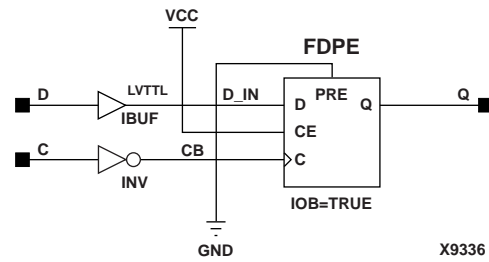 VCC
FDPE
D
LVTTL
D_IN
D
PRE
Q
Q
IBUF
CE
C
CB
C
INV
IOB=TRUE
GND
X9336